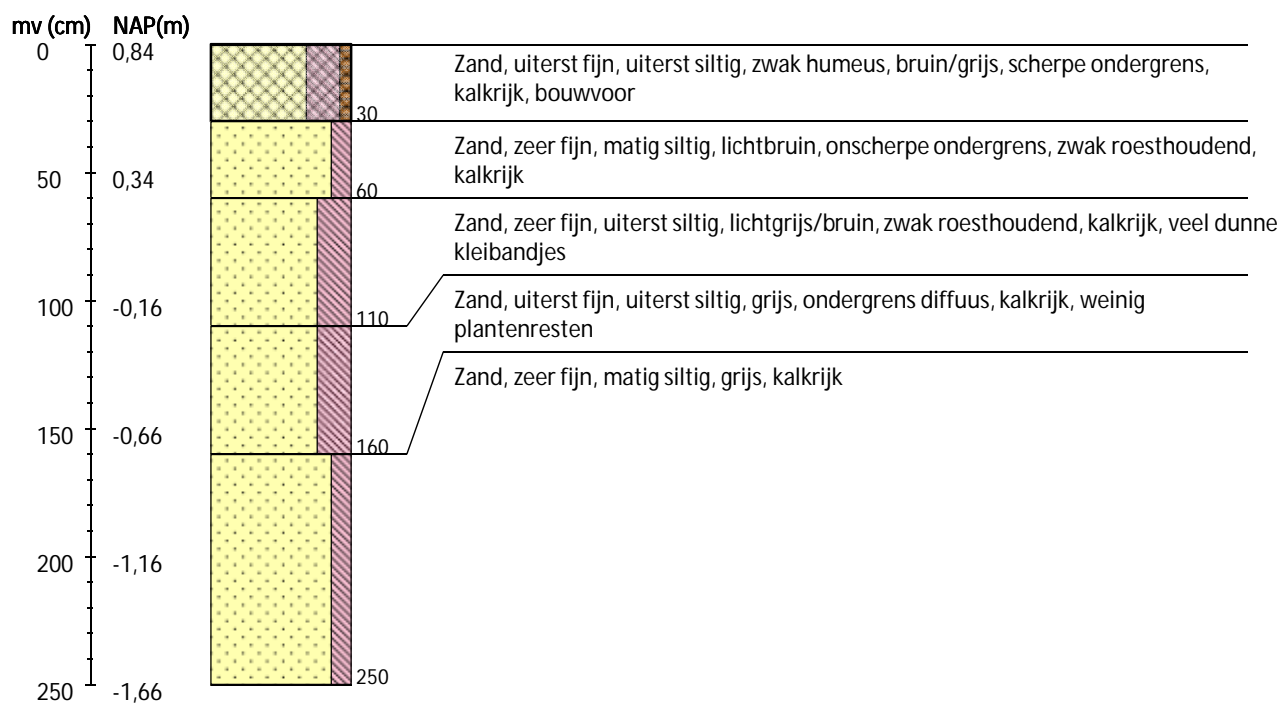 mv (cm) NAP(m)
0 0,84
Zand, uiterst fijn, uiterst siltig, zwak humeus, bruin/grijs, scherpe ondergrens,
kalkrijk, bouwvoor
30
Zand, zeer fijn, matig siltig, lichtbruin, onscherpe ondergrens, zwak roesthoudend,
kalkrijk
50 0,34
60
Zand, zeer fijn, uiterst siltig, lichtgrijs/bruin, zwak roesthoudend, kalkrijk, veel dunne
kleibandjes
100 -0,16
110
Zand, uiterst fijn, uiterst siltig, grijs, ondergrens diffuus, kalkrijk, weinig
plantenresten
Zand, zeer fijn, matig siltig, grijs, kalkrijk
150 -0,66
160
200 -1,16
250
250 -1,66